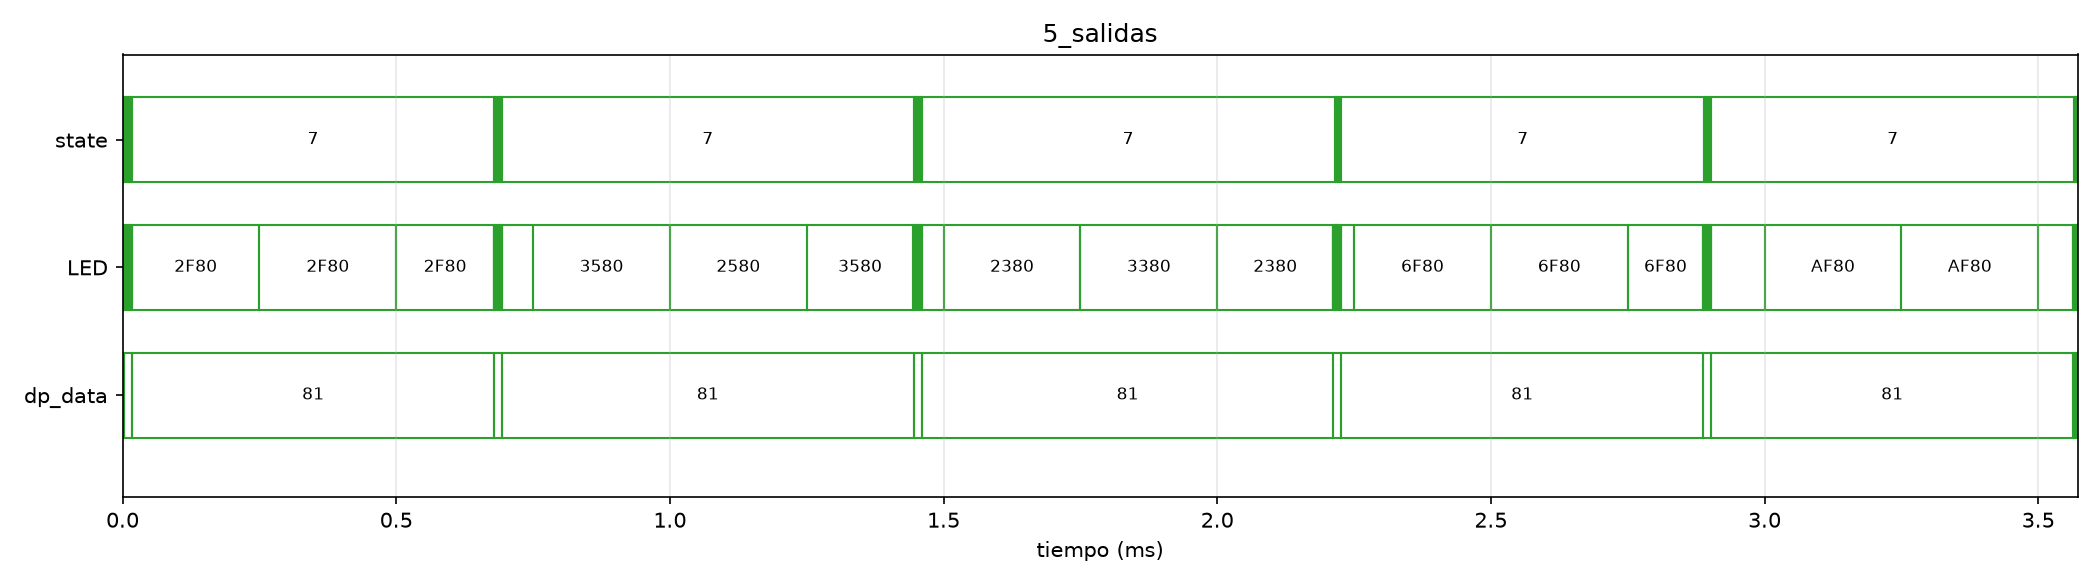 5_salidas
state 7 7 7 7 7
LED 2F80 2F80 2F80 3580 2580 3580 2380 3380 2380 6F80 6F80 6F80 AF80 AF80
dp_data 81 81 81 81 81
0.0 0.5 1.0 1.5 2.0 2.5 3.0 3.5
tiempo (ms)